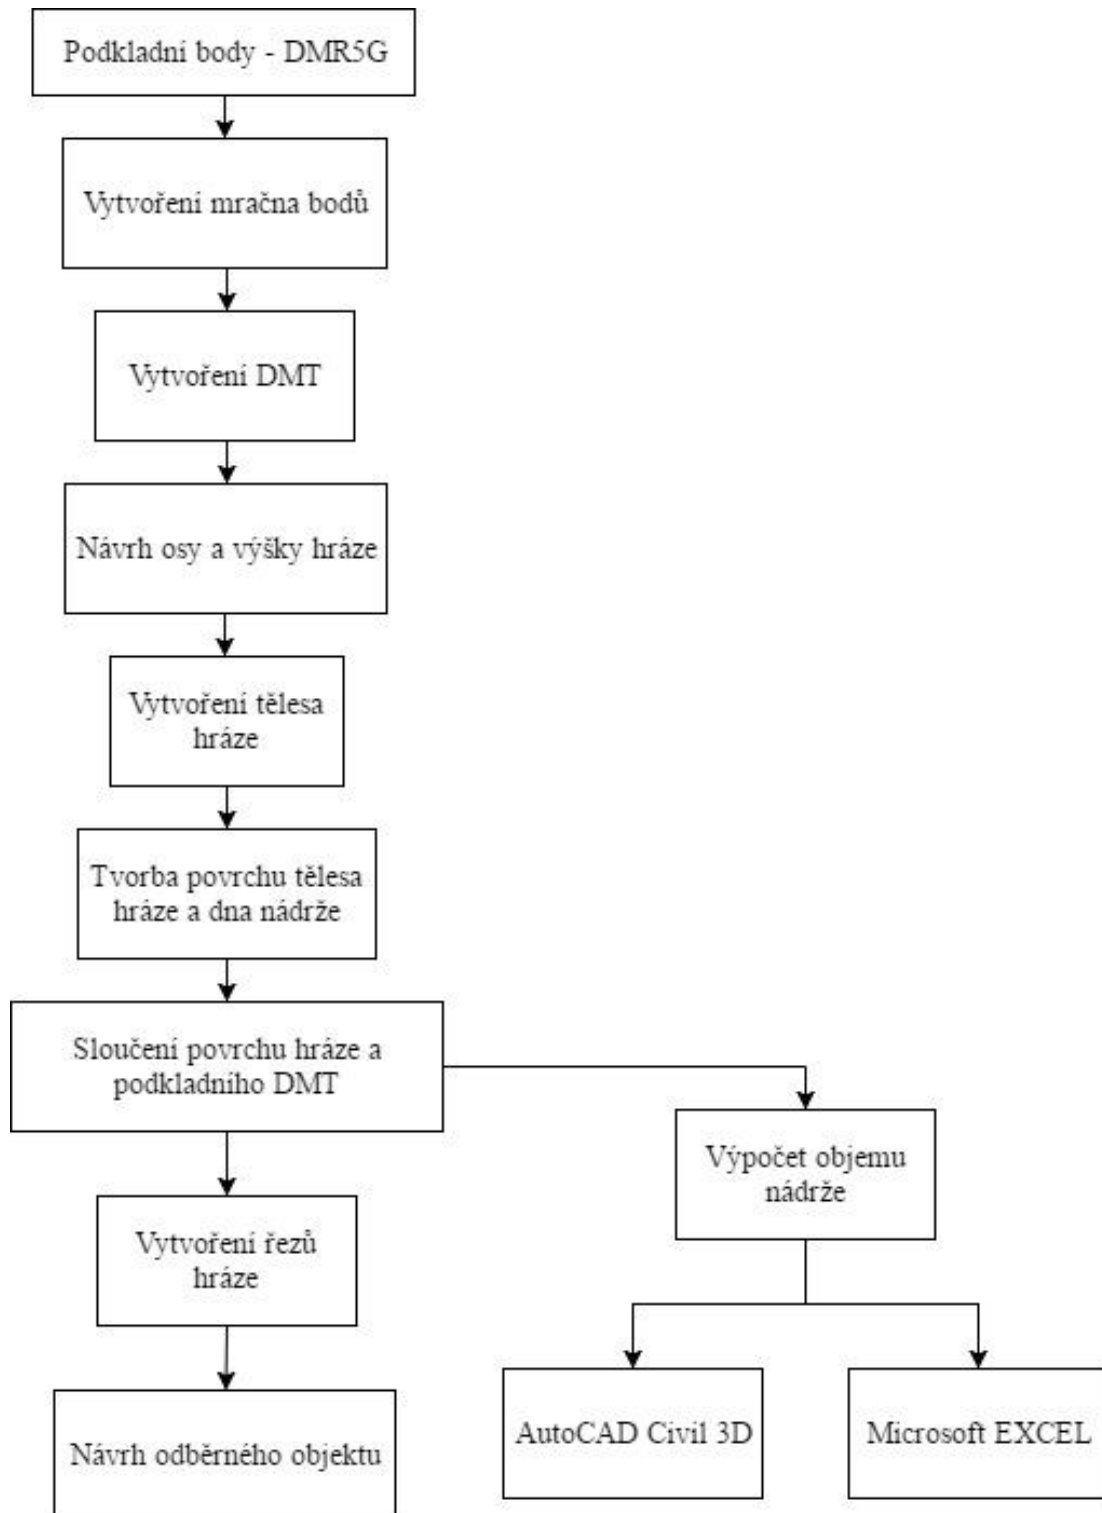 Podkladní body - DMR5G
Vytvoření mračna bodů
Vytvoření DMT
Návrh osy a výšky hráze
Vytvoření tělesa
hráze
Tvorba povrchu tělesa
hráze a dna nádrže
Sloučení povrchu hráze a
podkladního DMT
Výpočet objemu
nádrže
Vytvoření řezů
hráze
AutoCAD Civil 3D
Microsoft EXCEL
Návrh odběrného objektu